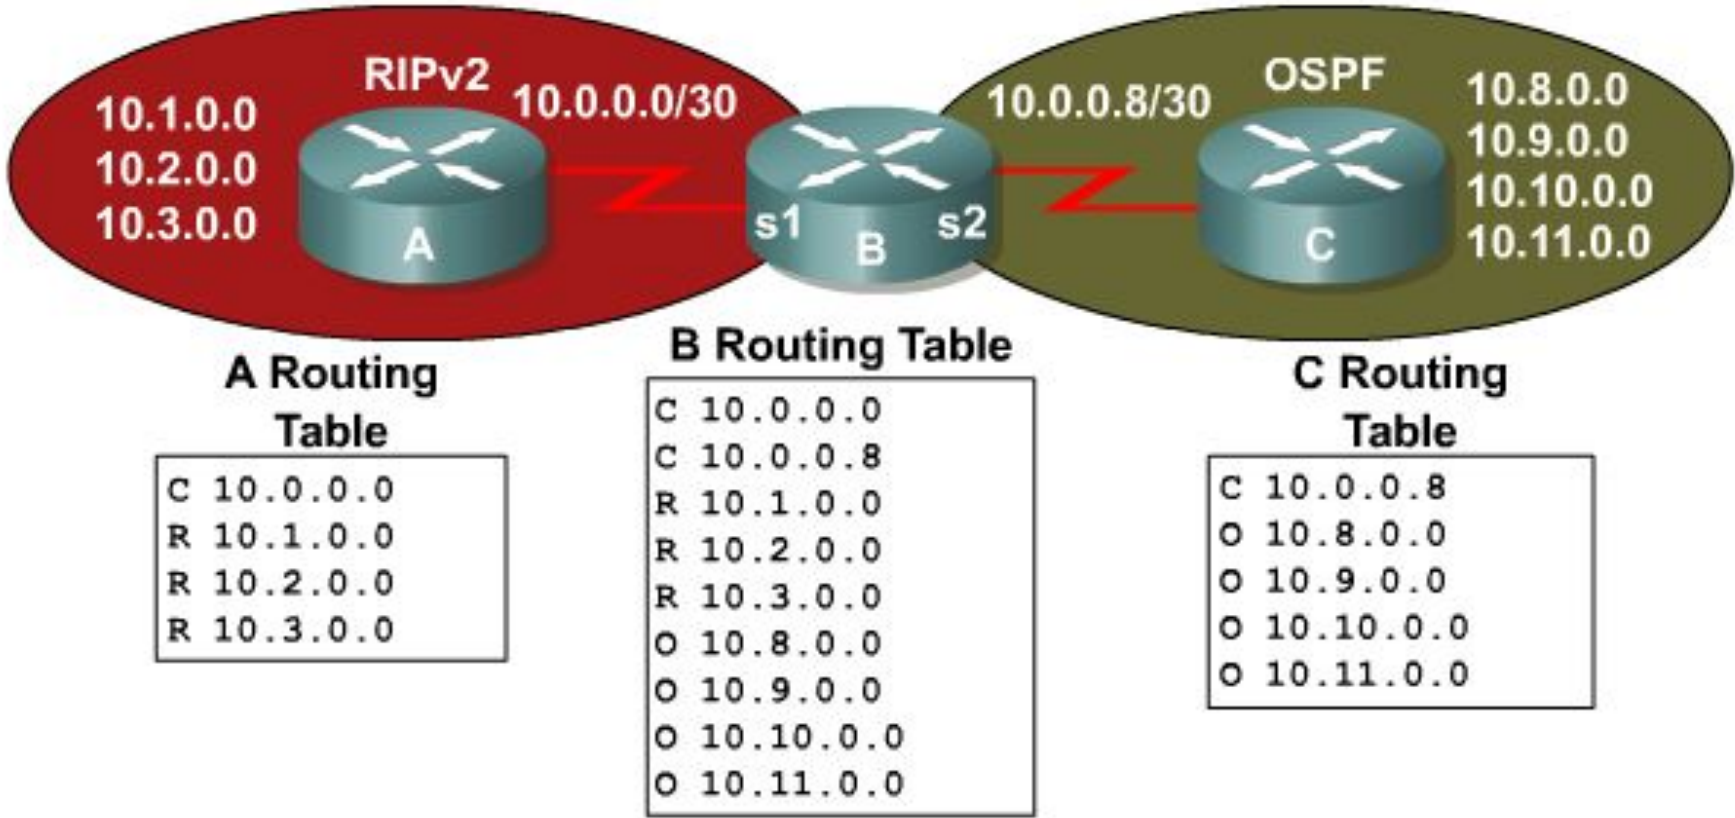 RIPv2
10.0.0.0/30
10.1.0.0
10.2.0.0
10.3.0.0
A
s1
B
s2
10.0.0.8/30
OSPF
C
10.8.0.0
10.9.0.0
10.10.0.0
10.11.0.0
A Routing
Table
C 10.0.0.0
R 10.1.0.0
R 10.2.0.0
R 10.3.0.0
B Routing Table
C 10.0.0.0
C 10.0.0.8
R 10.1.0.0
R 10.2.0.0
R 10.3.0.0
O 10.8.0.0
O 10.9.0.0
O 10.10.0.0
O 10.11.0.0
C Routing
Table
C 10.0.0.8
O 10.8.0.0
O 10.9.0.0
O 10.10.0.0
O 10.11.0.0